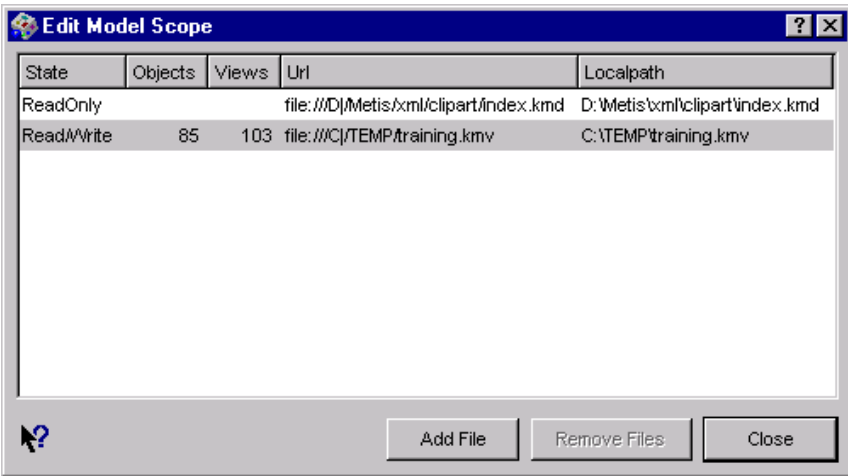 Edit Model Scope
State Objects Views Url Localpath
ReadOnly file:///D|/Metis/xml/clipart/index.kmd D:\Metis\xml\clipart\index.kmd
Read/Write 85 103 file:///C|/TEMP/training.kmv C:\TEMP\training.kmv
Add File Remove Files Close